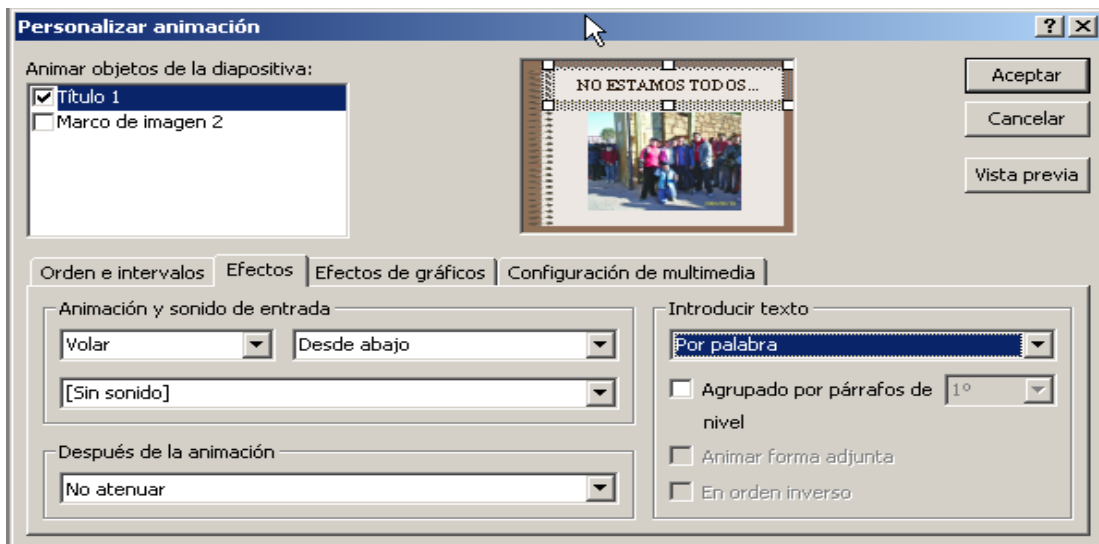 Personalizar animación
Animar objetos de la diapositiva:
Título 1
Marco de imagen 2
NO ESTAMOS TODOS...
Aceptar
Cancelar
Vista previa
Orden e intervalos
Efectos
Efectos de gráficos
Configuración de multimedia
Animación y sonido de entrada
Volar
Desde abajo
[Sin sonido]
Después de la animación
No atenuar
Introducir texto
Por palabra
Agrupado por párrafos de 1º
nivel
Animar forma adjunta
En orden inverso